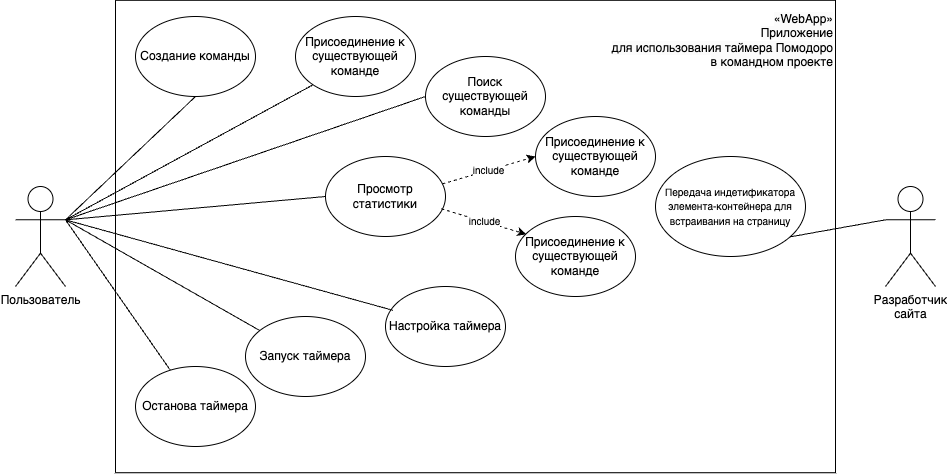 «WebApp»
Приложение
для использования таймера Помодоро
в командном проекте
Создание команды
Присоединение к
существующей
команде
Поиск
существующей
команды
Просмотр
статистики
include
Присоединение к
существующей
команде
include
Присоединение к
существующей
команде
Передача индетификатора
элемента-контейнера для
встраивания на страницу
Пользователь
Разработчик
сайта
Настройка таймера
Запуск таймера
Останова таймера